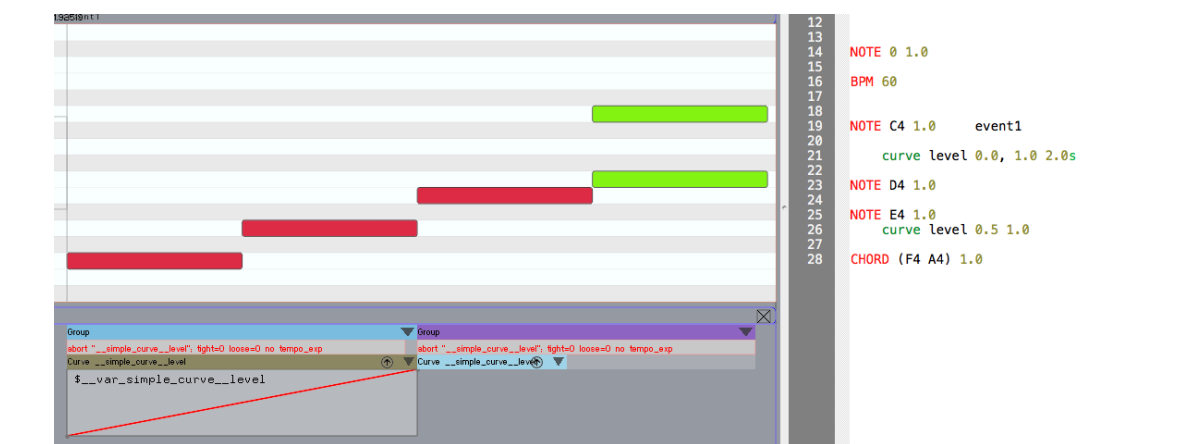 Group
Group
abort "__simple_curve__level": tight=0 loose=0 no tempo_exp
abort "__simple_curve__level": tight=0 loose=0 no tempo_exp
Curve __simple_curve__level
Curve __simple_curve__level
$__var_simple_curve__level
12
13
14 NOTE 0 1.0
15
16 BPM 60
17
18
19 NOTE C4 1.0 event1
20
21 curve level 0.0, 1.0 2.0s
22
23 NOTE D4 1.0
24
25 NOTE E4 1.0
26 curve level 0.5 1.0
27
28 CHORD (F4 A4) 1.0